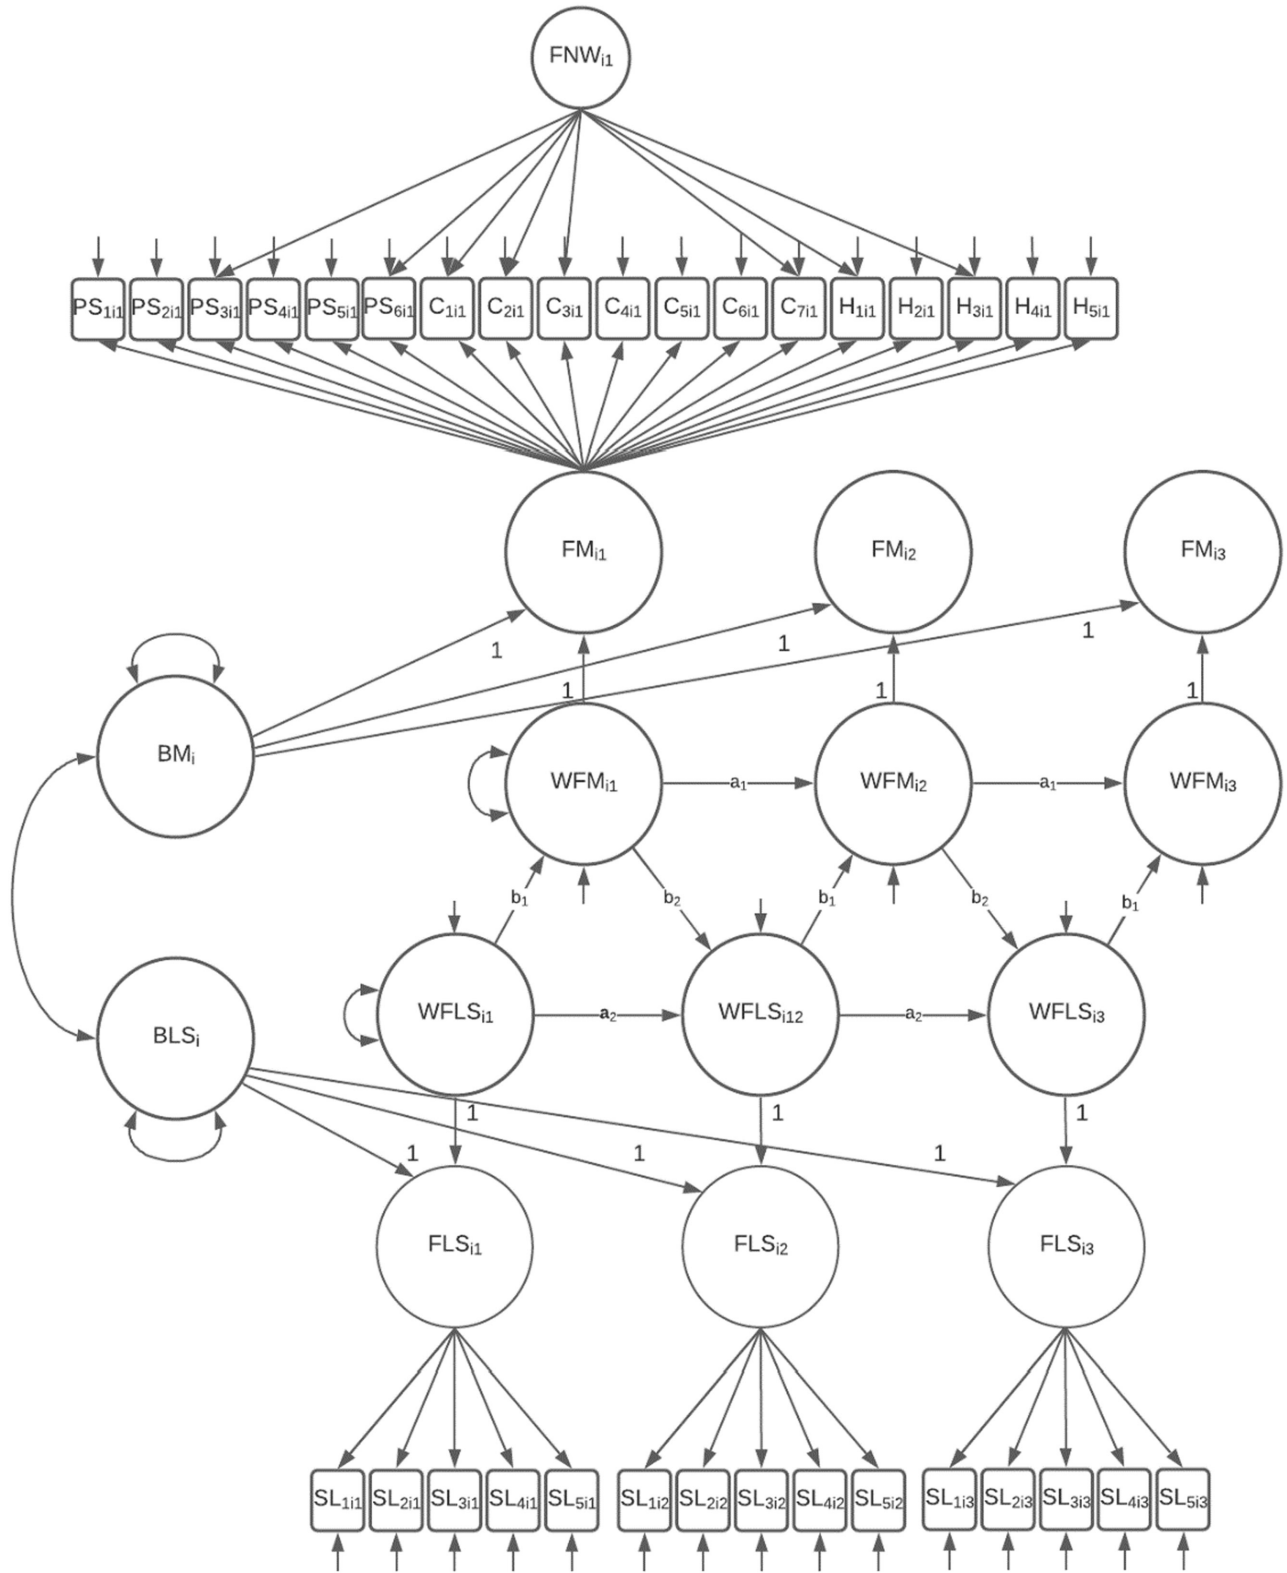 FNWi1
PS1i1 PS2i1 PS3i1 PS4i1 PS5i1 PS6i1 C1i1 C2i1 C3i1 C4i1 C5i1 C6i1 C7i1 H1i1 H2i1 H3i1 H4i1 H5i1
FMi1 FMi2 FMi3
1 1 1
1 1 1
BMi WFMi1 a1 WFMi2 a1 WFMi3
b1 b2 b1 b2 b1
BLSi WFLSi1 a2 WFLSi12 a2 WFLSi3
1 1 1
1 1 1
FLSi1 FLSi2 FLSi3
SL1i1 SL2i1 SL3i1 SL4i1 SL5i1 SL1i2 SL2i2 SL3i2 SL4i2 SL5i2 SL1i3 SL2i3 SL3i3 SL4i3 SL5i3